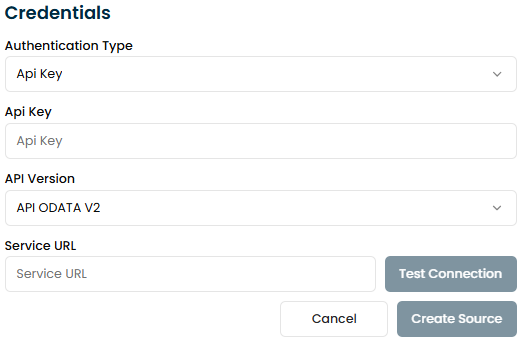 Credentials
Authentication Type
Api Key
Api Key
Api Key
API Version
API ODATA V2
Service URL
Service URL
Test Connection
Cancel
Create Source